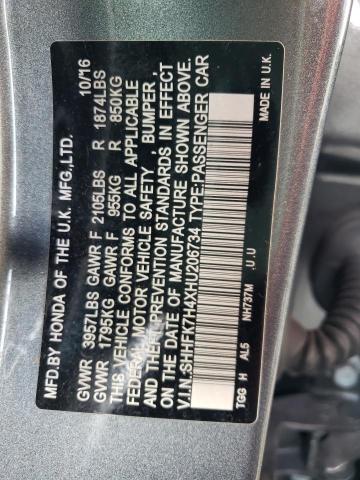 MFD.BY HONDA OF THE U.K. MFG.,LTD. 10/16
GVWR 3957LBS GAWR F 2105LBS R 1874LBS
GVWR 1795KG GAWR F 955KG R 850KG
THIS VEHICLE CONFORMS TO ALL APPLICABLE
FEDERAL MOTOR VEHICLE SAFETY, BUMPER,
AND THEFT PREVENTION STANDARDS IN EFFECT
ON THE DATE OF MANUFACTURE SHOWN ABOVE.
V.I.N.:SHHFK7H4XHU206734 TYPE:PASSENGER CAR
TGG H AL5 NH737M ,U,U MADE IN U.K.